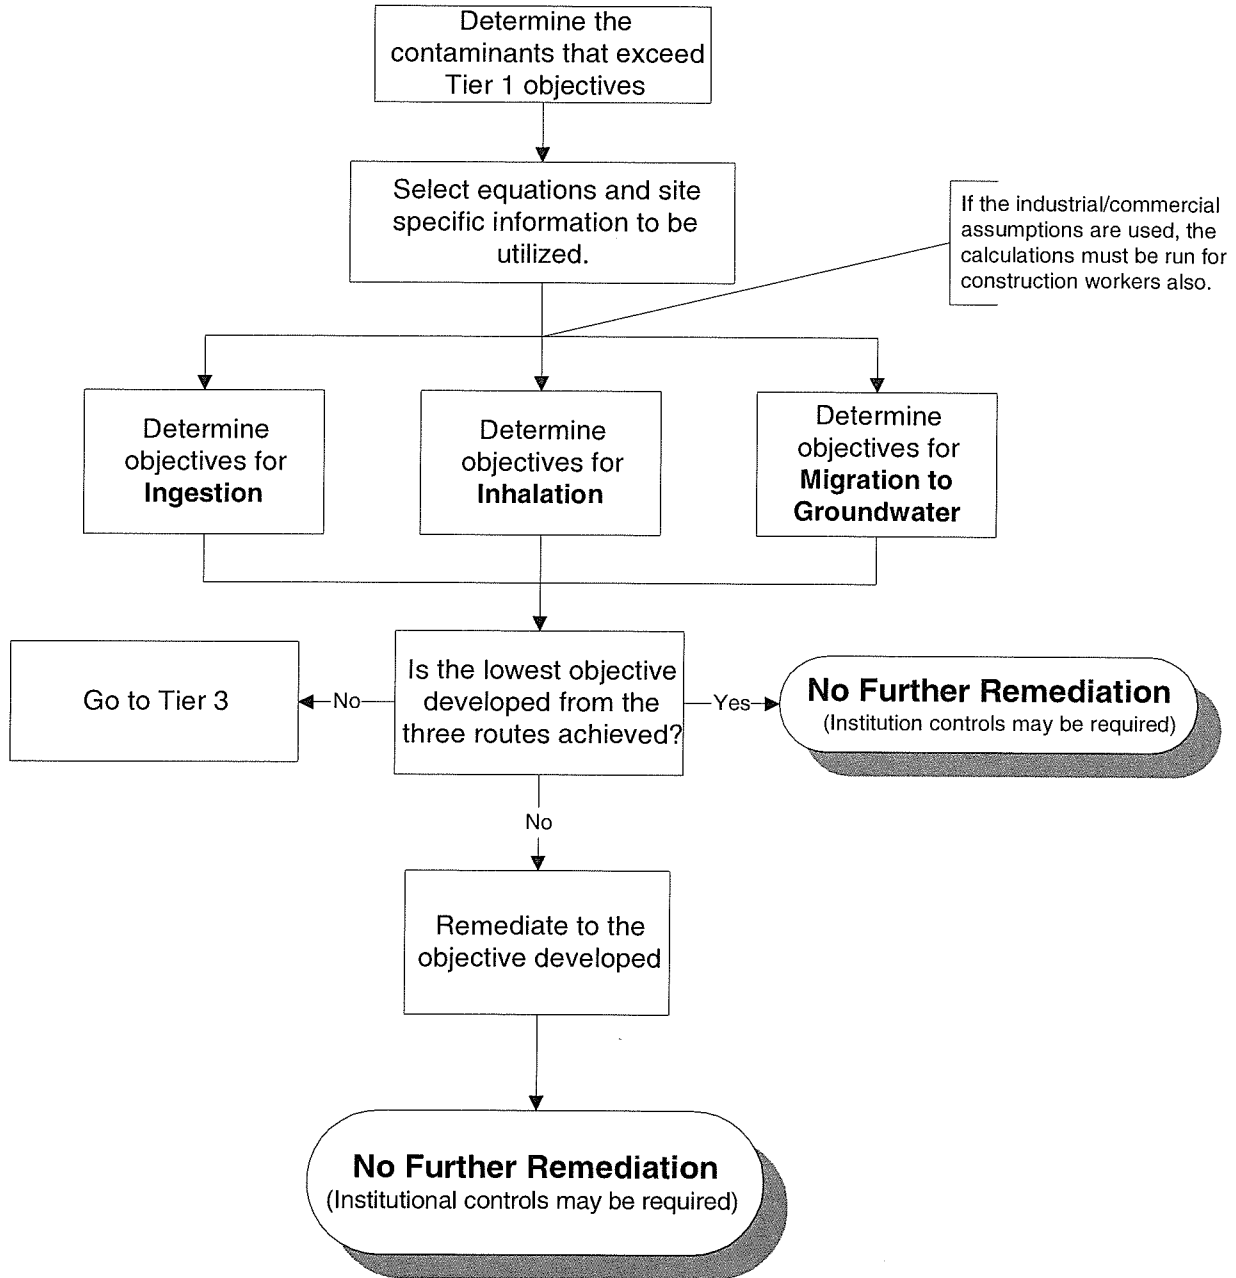 Determine the
contaminants that exceed
Tier 1 objectives
Select equations and site
specific information to be
utilized.
If the industrial/commercial
assumptions are used, the
calculations must be run for
construction workers also.
Determine
objectives for
Ingestion
Determine
objectives for
Inhalation
Determine
objectives for
Migration to
Groundwater
Go to Tier 3
No
Is the lowest objective
developed from the
three routes achieved?
Yes
No Further Remediation
(Institution controls may be required)
No
Remediate to the
objective developed
No Further Remediation
(Institutional controls may be required)